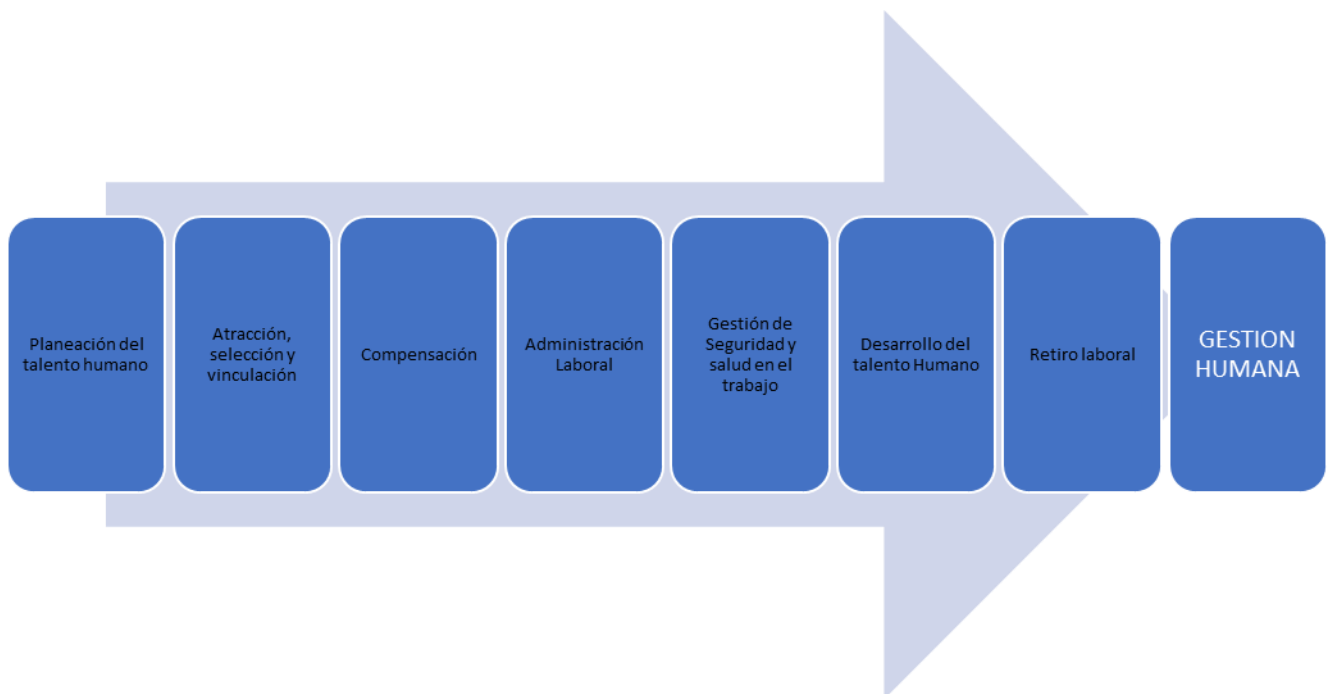 Planeación del
talento humano
Atracción,
selección y
vinculación
Compensación
Administración
Laboral
Gestión de
Seguridad y
salud en el
trabajo
Desarrollo del
talento Humano
Retiro laboral
GESTION
HUMANA